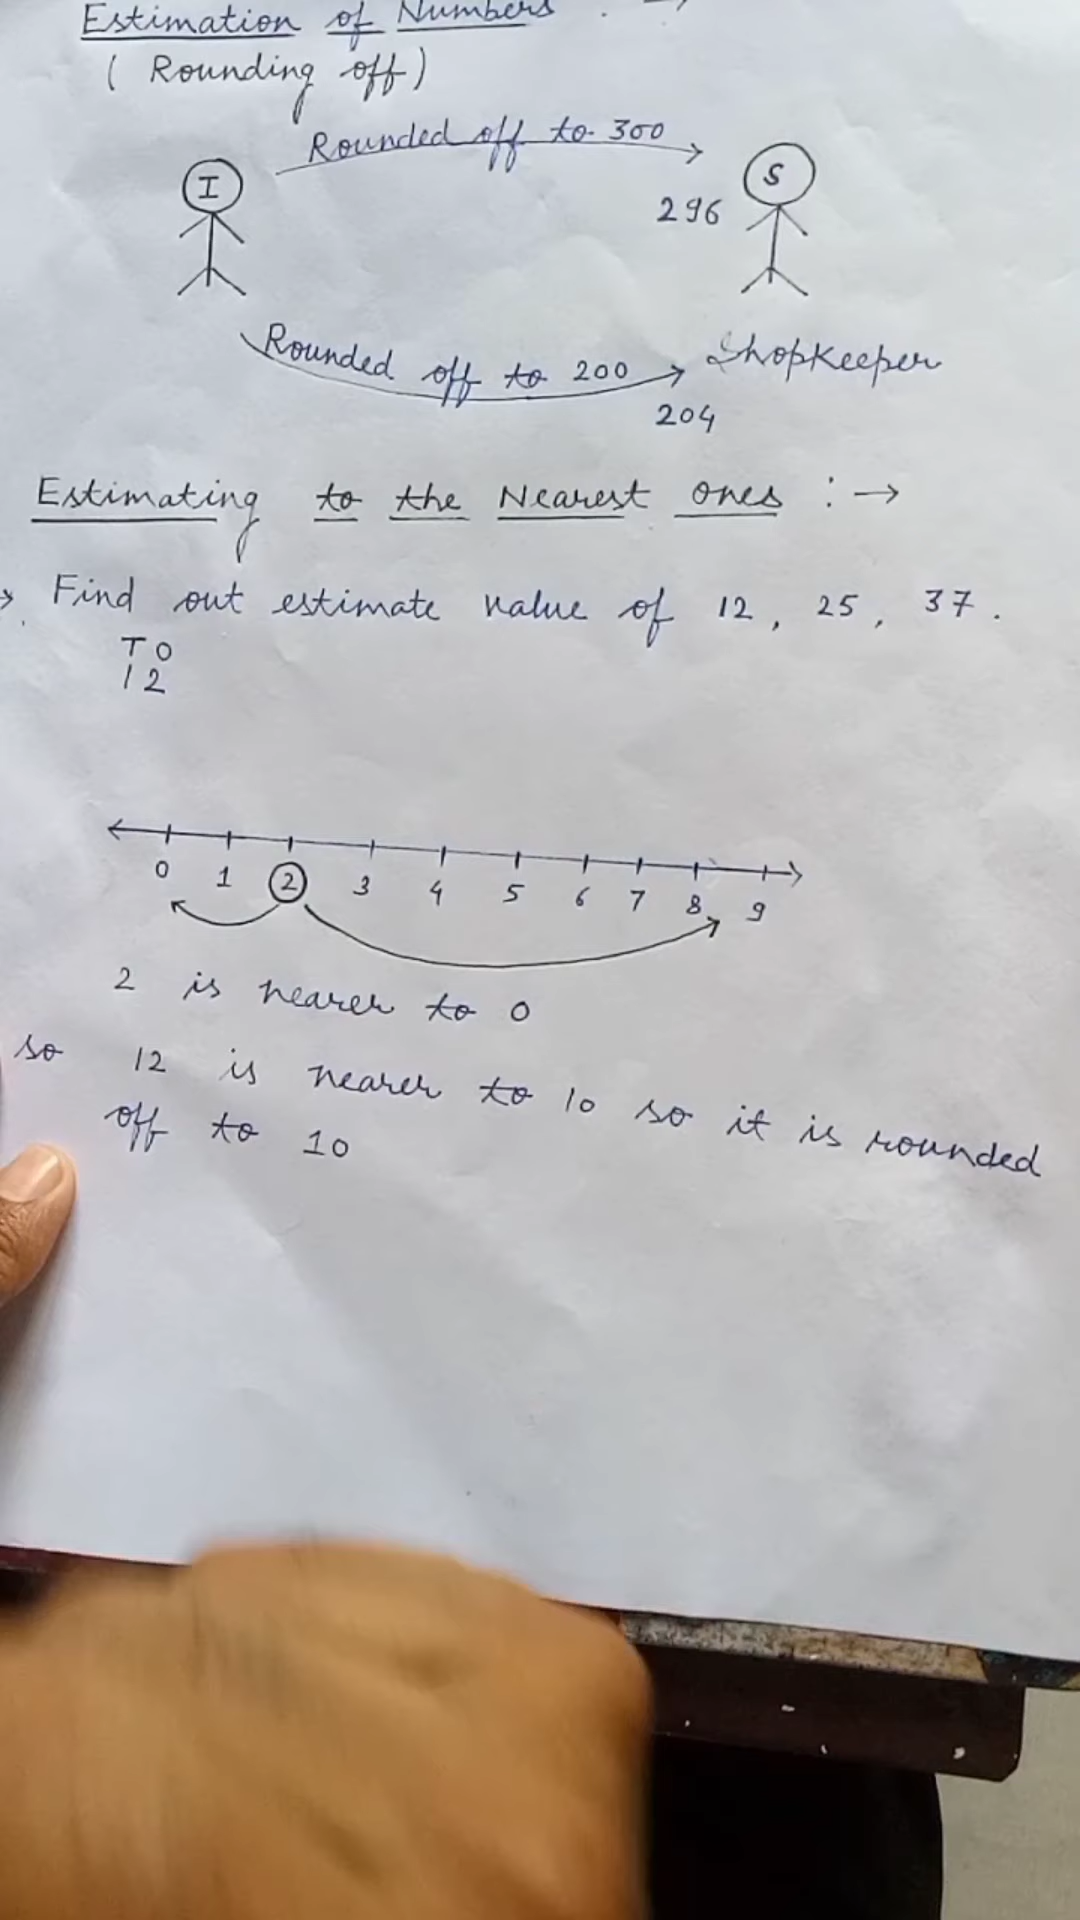 Estimation of Numbers : →
( Rounding off )
Rounded off to 300
I
S
296
Rounded off to 200
Shopkeeper
204
Estimating to the Nearest ones : →
→ Find out estimate value of 12, 25, 37.
T O
1 2
0 1 2 3 4 5 6 7 8 9
2 is nearer to 0
so 12 is nearer to 10 so it is rounded
off to 10